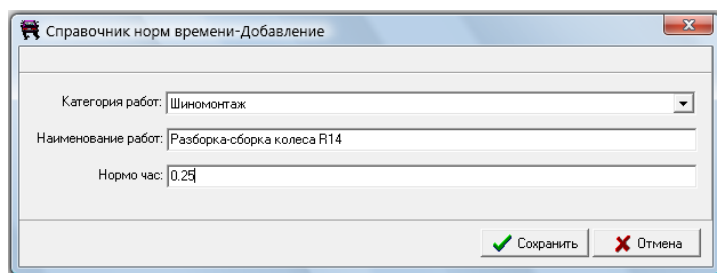 Справочник норм времени-Добавление
Категория работ: Шиномонтаж
Наименование работ: Разборка-сборка колеса R14
Нормо час: 0.25
Сохранить Отмена